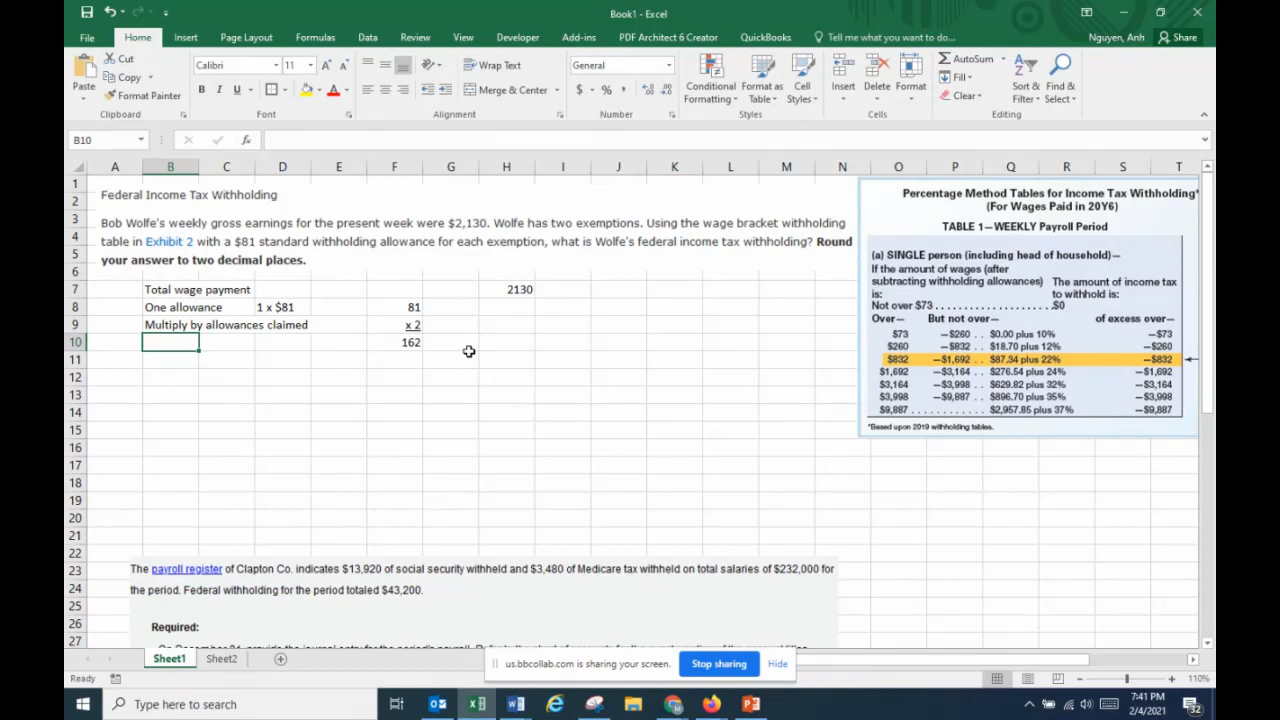 Book1 - Excel
File Home Insert Page Layout Formulas Data Review View Developer Add-ins PDF Architect 6 Creator QuickBooks Tell me what you want to do... Nguyen, Anh Share
Cut
Copy
Format Painter
Paste
Clipboard
Calibri 11
B I U
Font
Wrap Text
Merge & Center
Alignment
General
$ % ,
Number
Conditional Formatting
Format as Table
Cell Styles
Styles
Insert Delete Format
Cells
AutoSum
Fill
Clear
Sort & Filter
Find & Select
Editing
B10 fx
A B C D E F G H I J K L M N O P Q R S T
1
2
3
4
5
6
7
8
9
10
11
12
13
14
15
16
17
18
19
20
21
22
23
24
25
26
27
Federal Income Tax Withholding
Bob Wolfe's weekly gross earnings for the present week were $2,130. Wolfe has two exemptions. Using the wage bracket withholding
table in Exhibit 2 with a $81 standard withholding allowance for each exemption, what is Wolfe's federal income tax withholding? Round
your answer to two decimal places.
Total wage payment 2130
One allowance 1 x $81 81
Multiply by allowances claimed x 2
162
Percentage Method Tables for Income Tax Withholding*
(For Wages Paid in 20Y6)
TABLE 1—WEEKLY Payroll Period
(a) SINGLE person (including head of household)—
If the amount of wages (after
subtracting withholding allowances) The amount of income tax
is: to withhold is:
Not over $73 . . . . . . . . . . . . . . . . . . . . $0
Over— But not over— of excess over—
$73 —$260 . . $0.00 plus 10% —$73
$260 —$832 . . $18.70 plus 12% —$260
$832 —$1,692 . . $87.34 plus 22% —$832
$1,692 —$3,164 . . $276.54 plus 24% —$1,692
$3,164 —$3,998 . . $629.82 plus 32% —$3,164
$3,998 —$9,887 . . $896.70 plus 35% —$3,998
$9,887 . . . . . . . . . . . . $2,957.85 plus 37% —$9,887
*Based upon 2019 withholding tables.
The payroll register of Clapton Co. indicates $13,920 of social security withheld and $3,480 of Medicare tax withheld on total salaries of $232,000 for
the period. Federal withholding for the period totaled $43,200.
Required:
Sheet1 Sheet2
us.bbcollab.com is sharing your screen. Stop sharing Hide
Ready 110%
Type here to search
7:41 PM
2/4/2021
32